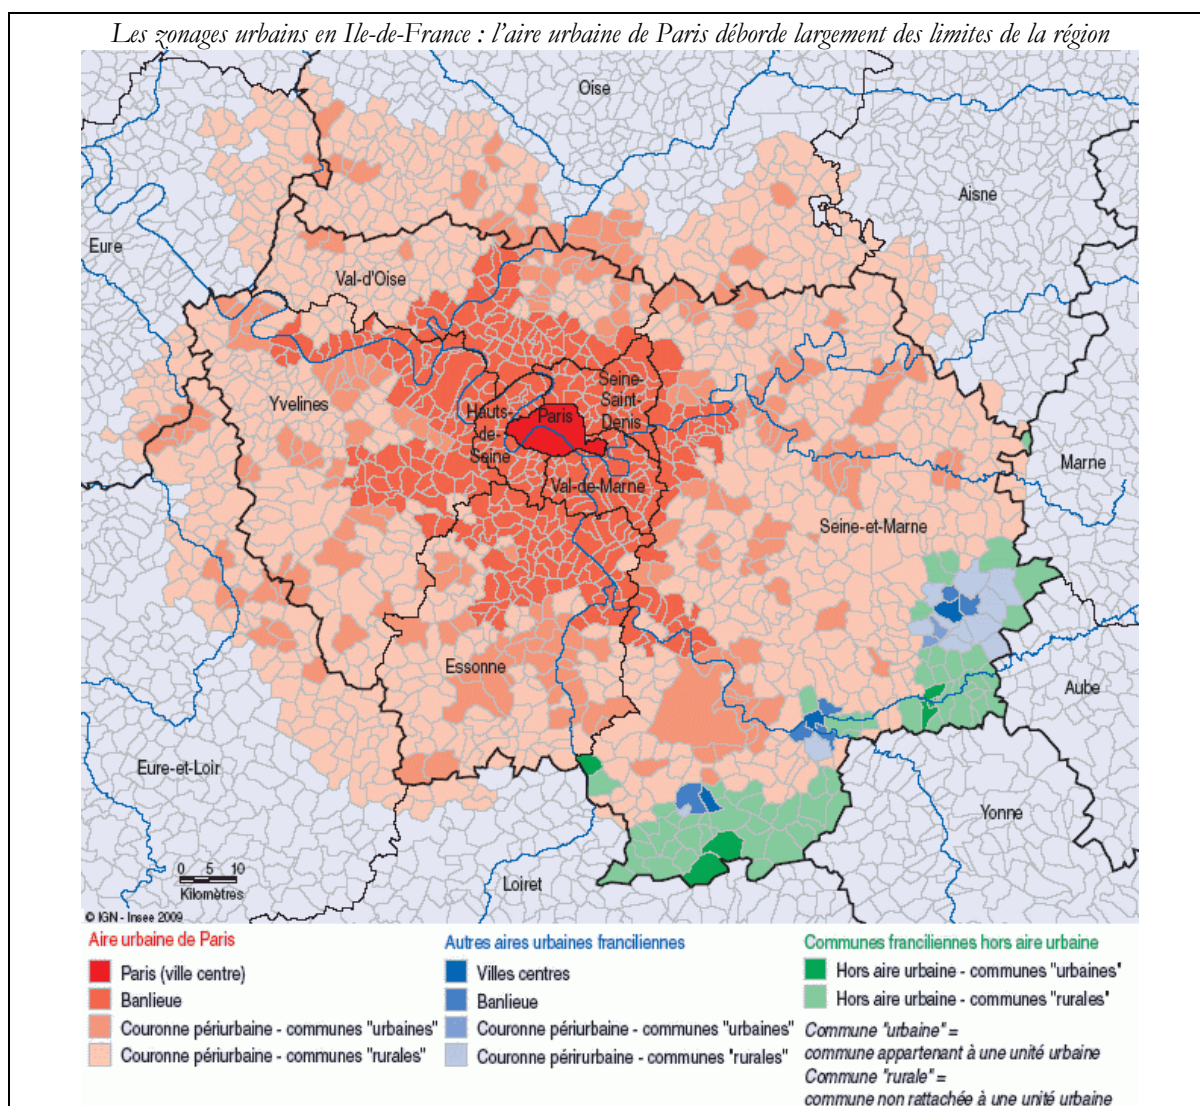 Les zonages urbains en Ile-de-France : l'aire urbaine de Paris déborde largement des limites de la région
Oise
Aisne
Eure
Val-d'Oise
Yvelines
Hauts-
de-
Seine
Paris
Seine-
Saint-
Denis
Marne
Val-de-Marne
Seine-et-Marne
Essonne
Aube
Eure-et-Loir
Yonne
Loiret
0 5 10
Kilomètres
© IGN - Insee 2009
Aire urbaine de Paris
Paris (ville centre)
Banlieue
Couronne périurbaine - communes "urbaines"
Couronne périurbaine - communes "rurales"
Autres aires urbaines franciliennes
Villes centres
Banlieue
Couronne périurbaine - communes "urbaines"
Couronne périrurbaine - communes "rurales"
Communes franciliennes hors aire urbaine
Hors aire urbaine - communes "urbaines"
Hors aire urbaine - communes "rurales"
Commune "urbaine" =
commune appartenant à une unité urbaine
Commune "rurale" =
commune non rattachée à une unité urbaine